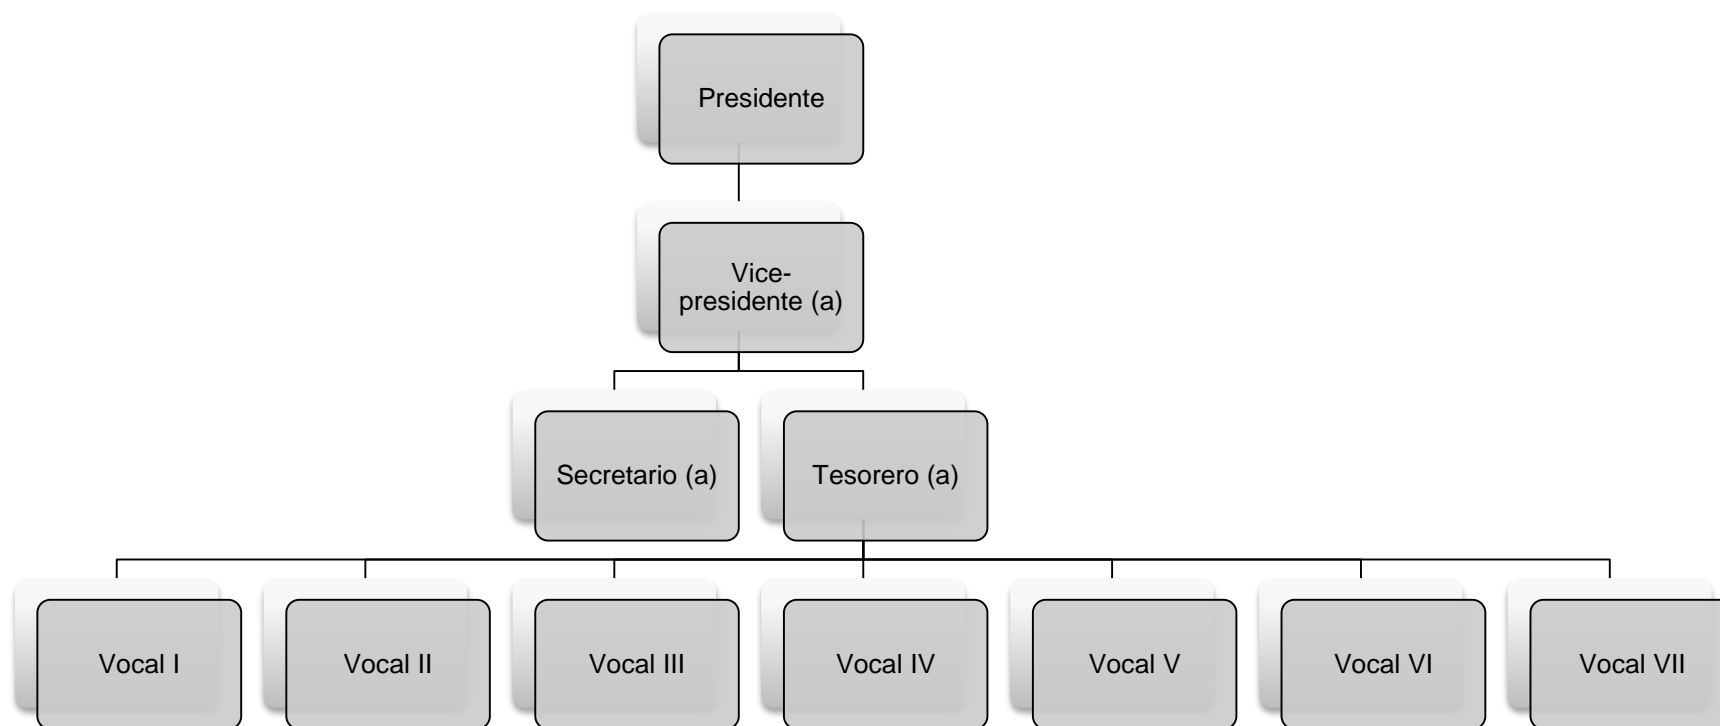 Presidente
Vice-
presidente (a)
Secretario (a)
Tesorero (a)
Vocal I
Vocal II
Vocal III
Vocal IV
Vocal V
Vocal VI
Vocal VII